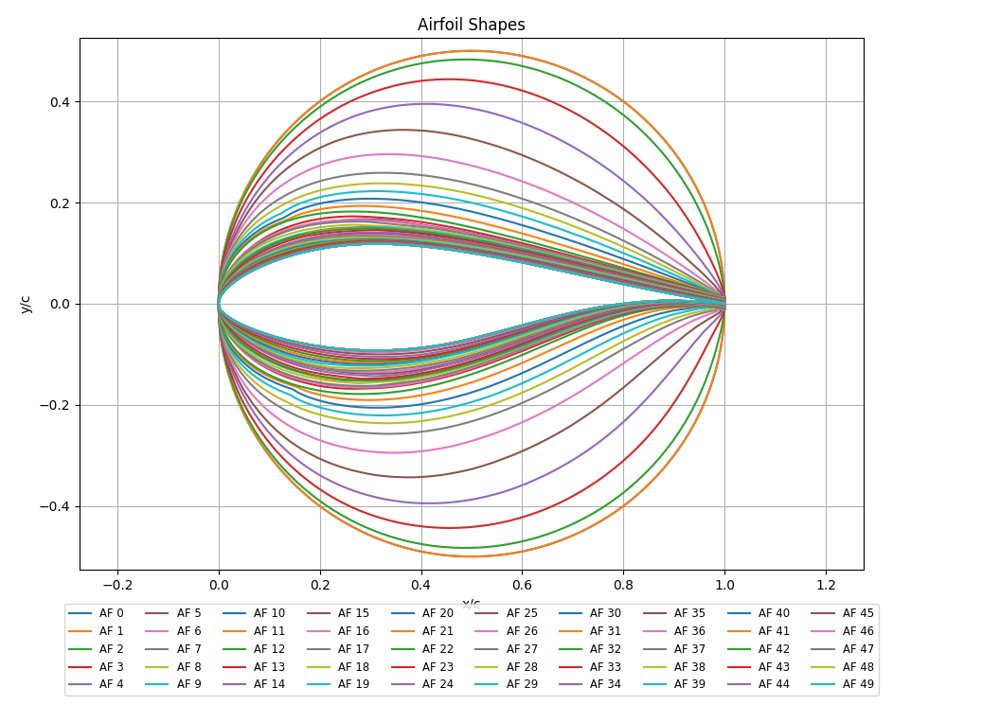 Airfoil Shapes
y/c
0.4
0.2
0.0
−0.2
−0.4
−0.2 0.0 0.2 0.4 0.6 0.8 1.0 1.2
x/c
AF 0 AF 5 AF 10 AF 15 AF 20 AF 25 AF 30 AF 35 AF 40 AF 45
AF 1 AF 6 AF 11 AF 16 AF 21 AF 26 AF 31 AF 36 AF 41 AF 46
AF 2 AF 7 AF 12 AF 17 AF 22 AF 27 AF 32 AF 37 AF 42 AF 47
AF 3 AF 8 AF 13 AF 18 AF 23 AF 28 AF 33 AF 38 AF 43 AF 48
AF 4 AF 9 AF 14 AF 19 AF 24 AF 29 AF 34 AF 39 AF 44 AF 49